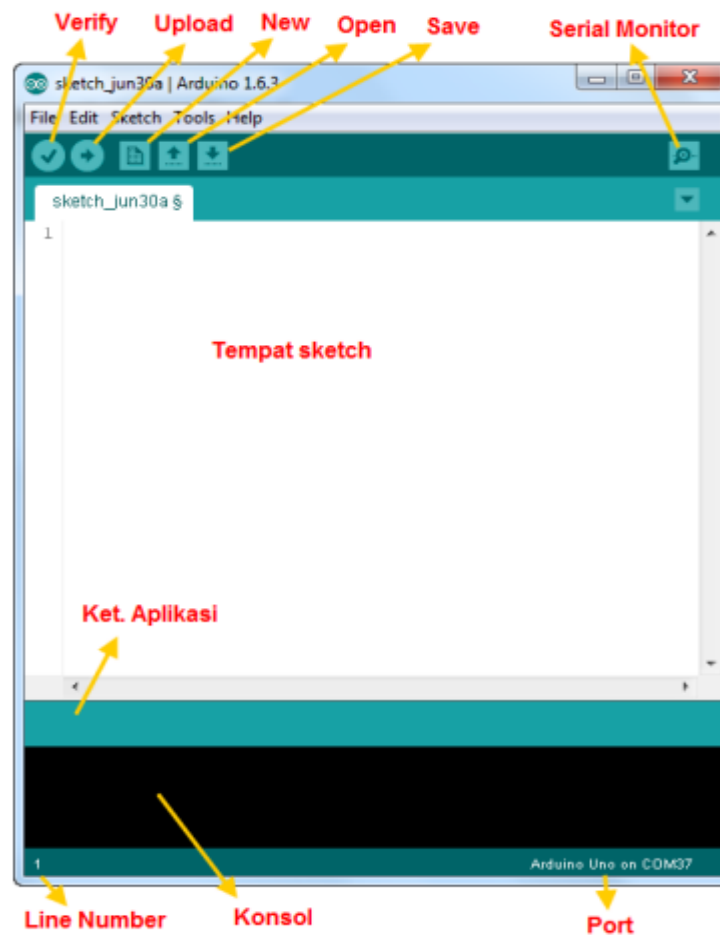 Verify Upload New Open Save Serial Monitor
sketch_jun30a | Arduino 1.6.3
File Edit Sketch Tools Help
sketch_jun30a §
1
Tempat sketch
Ket. Aplikasi
1 Arduino Uno on COM37
Line Number Konsol Port